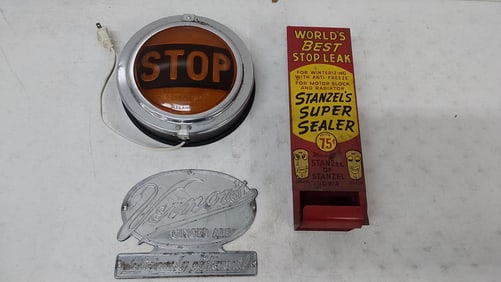 STOP
WORLD'S
BEST
STOP LEAK
FOR WINTERIZING
WITH ANTI-FREEZE
FOR MOTOR BLOCK
AND RADIATOR
STANZEL'S
SUPER
SEALER
75¢
STANZEL
OF
STANZEL
IOWA
Vernor's
GINGER ALE